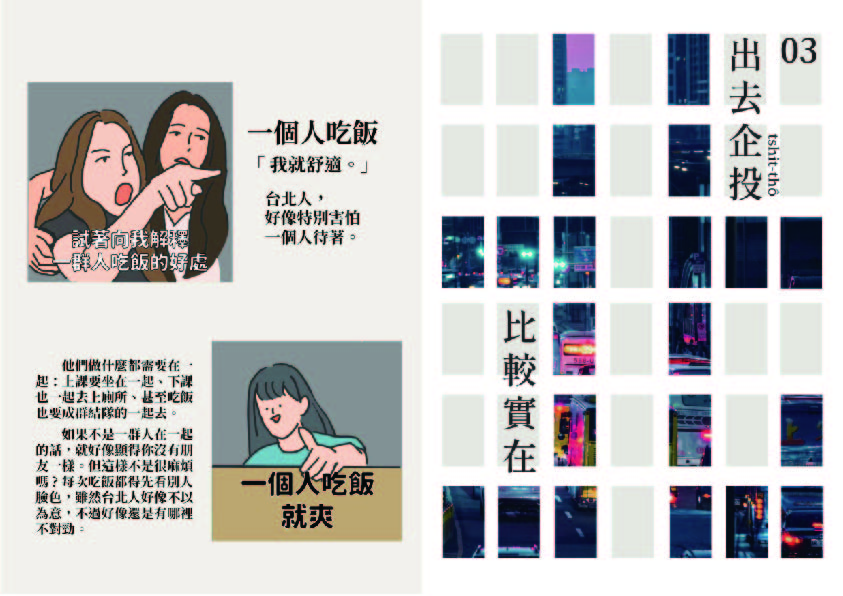 一個人吃飯
「我就舒適。」
台北人，
好像特別害怕
一個人待著。
試著向我解釋
一群人吃飯的好處
他們做什麼都需要在一
起：上課要坐在一起、下課
也一起去上廁所、甚至吃飯
也要成群結隊的一起去。
如果不是一群人在一起
的話，就好像顯得你沒有朋
友一樣。但這樣不是很麻煩
嗎？每次吃飯都得先看別人
臉色，雖然台北人好像不以
為意，不過好像還是有哪裡
不對勁。
一個人吃飯
就爽
03
出去企投
tshit-thô
比較實在